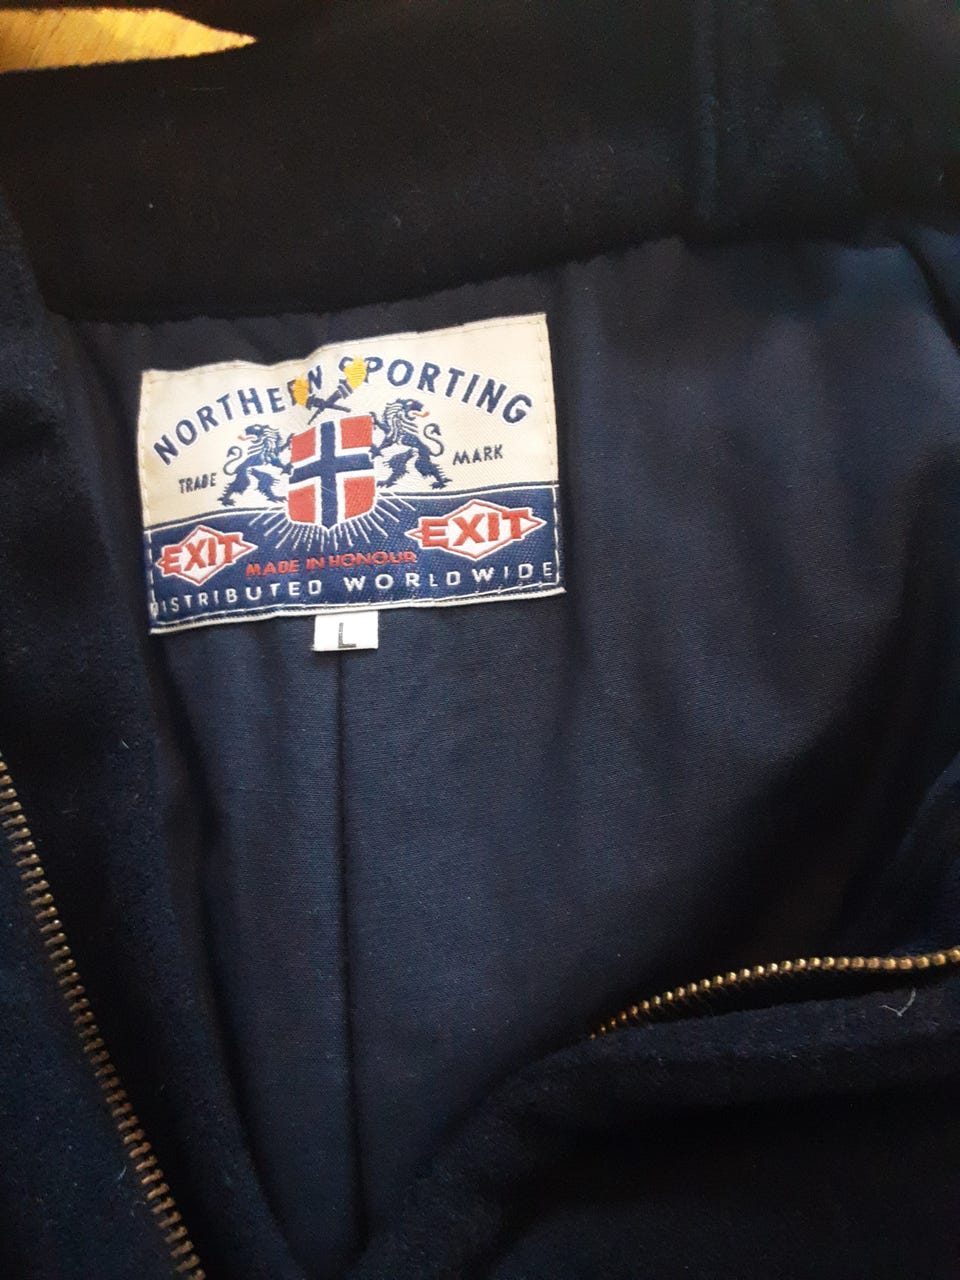 NORTHERN SPORTING
TRADE MARK
EXIT EXIT
MADE IN HONOUR
DISTRIBUTED WORLDWIDE
L